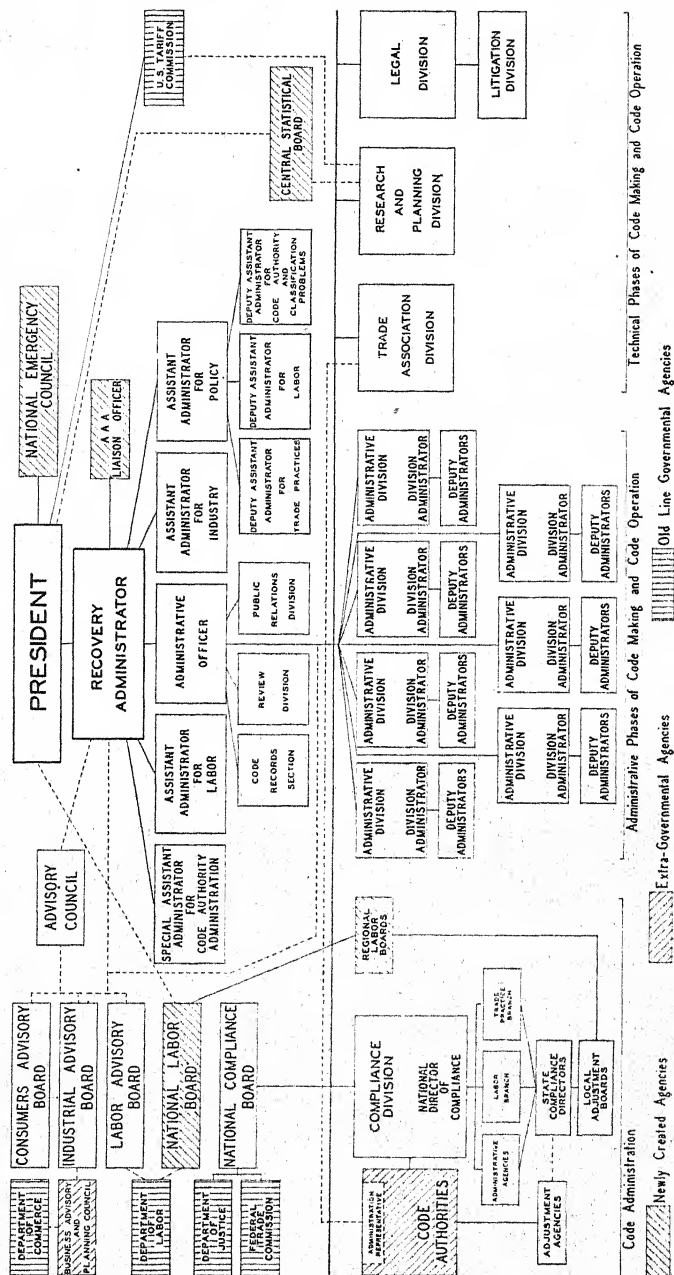 PRESIDENT
NATIONAL EMERGENCY
COUNCIL
U.S. TARIFF
COMMISSION
CENTRAL STATISTICAL
BOARD
RECOVERY
ADMINISTRATOR
A A A
LIAISON OFFICER
ADVISORY
COUNCIL
CONSUMERS ADVISORY
BOARD
INDUSTRIAL ADVISORY
BOARD
LABOR ADVISORY
BOARD
NATIONAL LABOR
BOARD
NATIONAL COMPLIANCE
BOARD
DEPARTMENT
OF
COMMERCE
BUSINESS ADVISORY
AND
PLANNING COUNCIL
DEPARTMENT
OF
LABOR
DEPARTMENT
OF
JUSTICE
FEDERAL
TRADE
COMMISSION
SPECIAL ASSISTANT
ADMINISTRATOR
FOR
CODE AUTHORITY
ADMINISTRATION
ASSISTANT
ADMINISTRATOR
FOR
LABOR
ADMINISTRATIVE
OFFICER
ASSISTANT
ADMINISTRATOR
FOR
INDUSTRY
ASSISTANT
ADMINISTRATOR
FOR
POLICY
CODE
RECORDS
SECTION
REVIEW
DIVISION
PUBLIC
RELATIONS
DIVISION
DEPUTY ASSISTANT
ADMINISTRATOR
FOR
TRADE PRACTICES
DEPUTY ASSISTANT
ADMINISTRATOR
FOR
LABOR
DEPUTY ASSISTANT
ADMINISTRATOR
FOR
CODE AUTHORITY
AND
CLASSIFICATION
PROBLEMS
ADMINISTRATION
REPRESENTATIVE
CODE
AUTHORITIES
COMPLIANCE
DIVISION
NATIONAL
DIRECTOR
OF
COMPLIANCE
REGIONAL
LABOR
BOARDS
ADMINISTRATIVE
AGENCIES
LABOR
BRANCH
TRADE
PRACTICE
BRANCH
ADJUSTMENT
AGENCIES
STATE
COMPLIANCE
DIRECTORS
LOCAL
ADJUSTMENT
BOARDS
ADMINISTRATIVE
DIVISION
DIVISION
ADMINISTRATOR
DEPUTY
ADMINISTRATORS
ADMINISTRATIVE
DIVISION
DIVISION
ADMINISTRATOR
DEPUTY
ADMINISTRATORS
ADMINISTRATIVE
DIVISION
DIVISION
ADMINISTRATOR
DEPUTY
ADMINISTRATORS
ADMINISTRATIVE
DIVISION
DIVISION
ADMINISTRATOR
DEPUTY
ADMINISTRATORS
ADMINISTRATIVE
DIVISION
DIVISION
ADMINISTRATOR
DEPUTY
ADMINISTRATORS
ADMINISTRATIVE
DIVISION
DIVISION
ADMINISTRATOR
DEPUTY
ADMINISTRATORS
ADMINISTRATIVE
DIVISION
DIVISION
ADMINISTRATOR
DEPUTY
ADMINISTRATORS
TRADE
ASSOCIATION
DIVISION
RESEARCH
AND
PLANNING
DIVISION
LEGAL
DIVISION
LITIGATION
DIVISION
Code Administration
Administrative Phases of Code Making and Code Operation
Technical Phases of Code Making and Code Operation
Newly Created Agencies
Extra-Governmental Agencies
Old Line Governmental Agencies